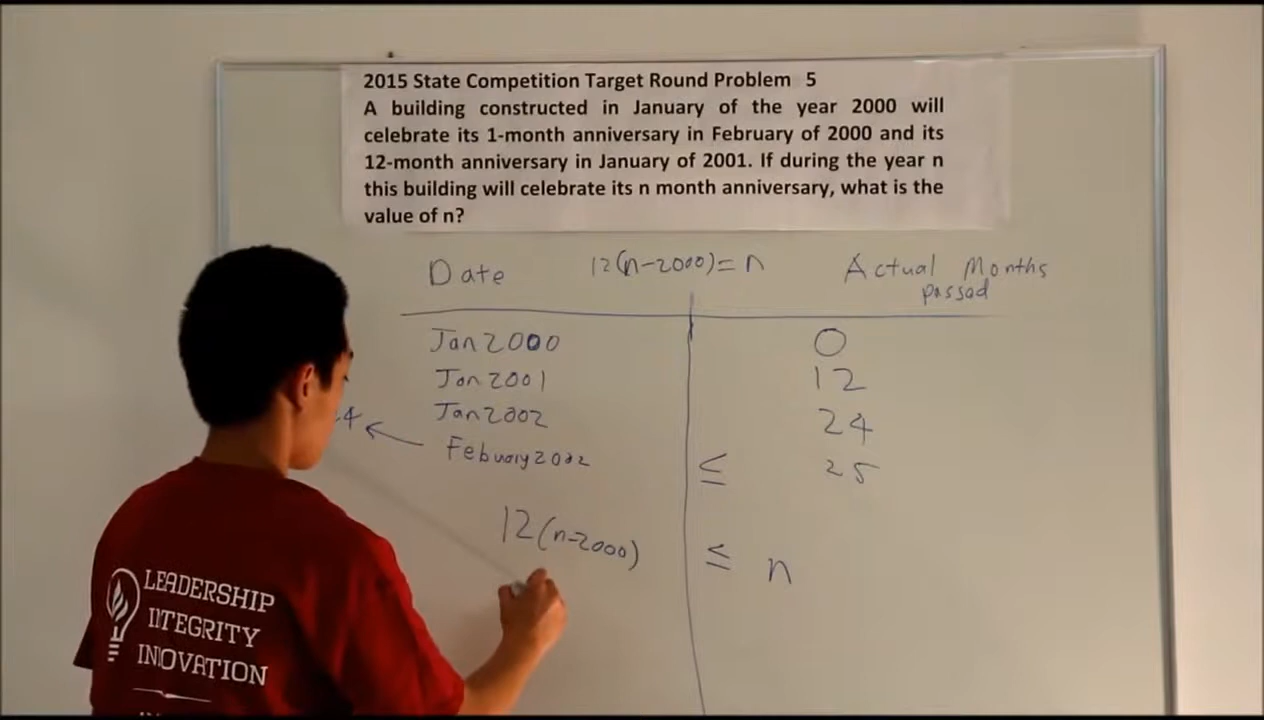 2015 State Competition Target Round Problem 5
A building constructed in January of the year 2000 will
celebrate its 1-month anniversary in February of 2000 and its
12-month anniversary in January of 2001. If during the year n
this building will celebrate its n month anniversary, what is the
value of n?
Date 12(n-2000)=n Actual Months
passed
Jan 2000 0
Jan 2001 12
Jan 2002 24
4 ← Febuary 2002 ≤ 25
12(n-2000) ≤ n
LEADERSHIP
INTEGRITY
INNOVATION